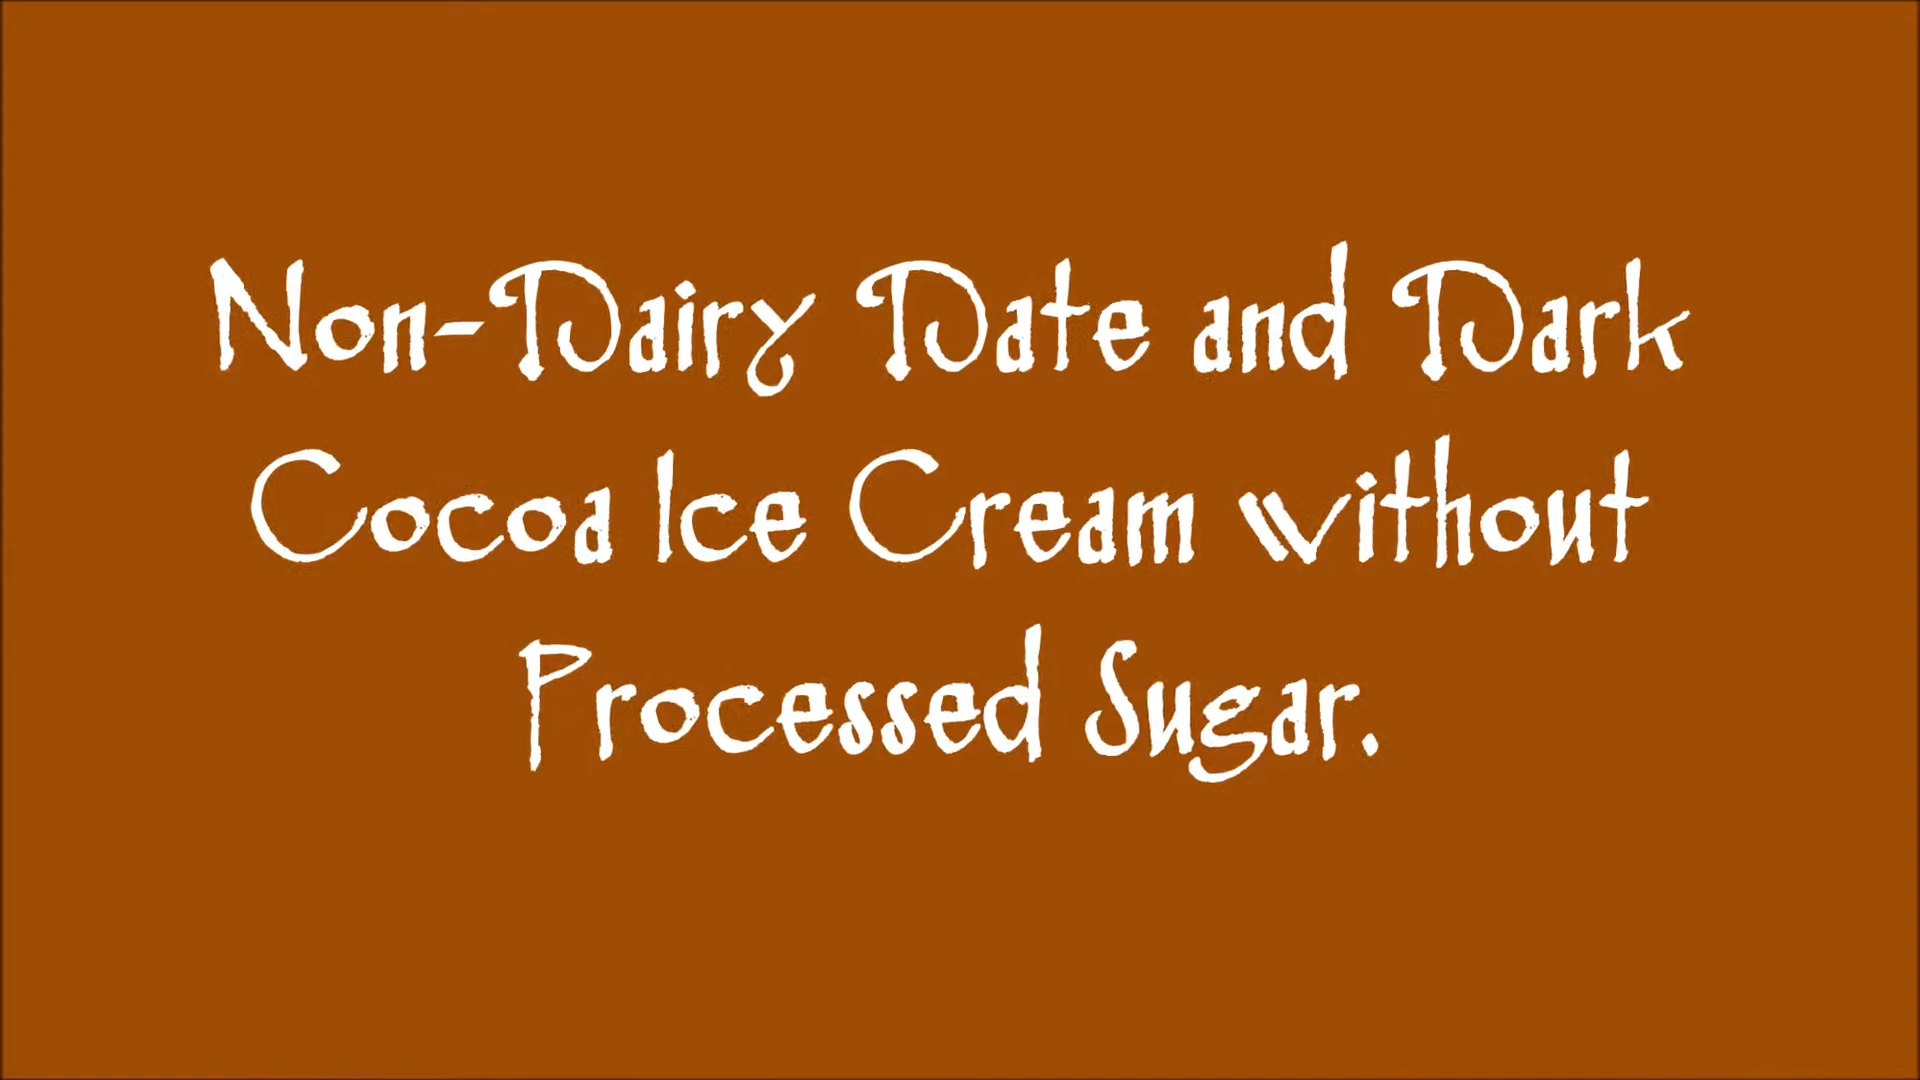 Non-Dairy Date and Dark
Cocoa Ice Cream without
Processed Sugar.